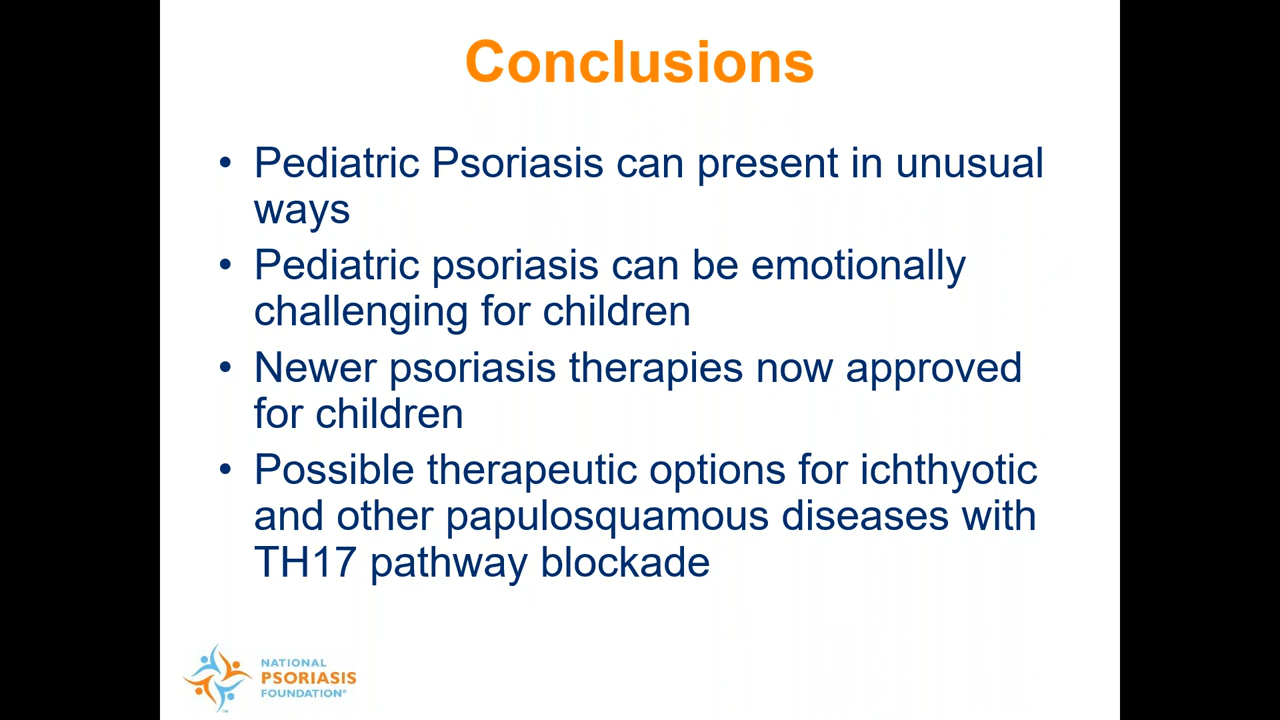 Conclusions
• Pediatric Psoriasis can present in unusual
ways
• Pediatric psoriasis can be emotionally
challenging for children
• Newer psoriasis therapies now approved
for children
• Possible therapeutic options for ichthyotic
and other papulosquamous diseases with
TH17 pathway blockade
NATIONAL
PSORIASIS
FOUNDATION®
™